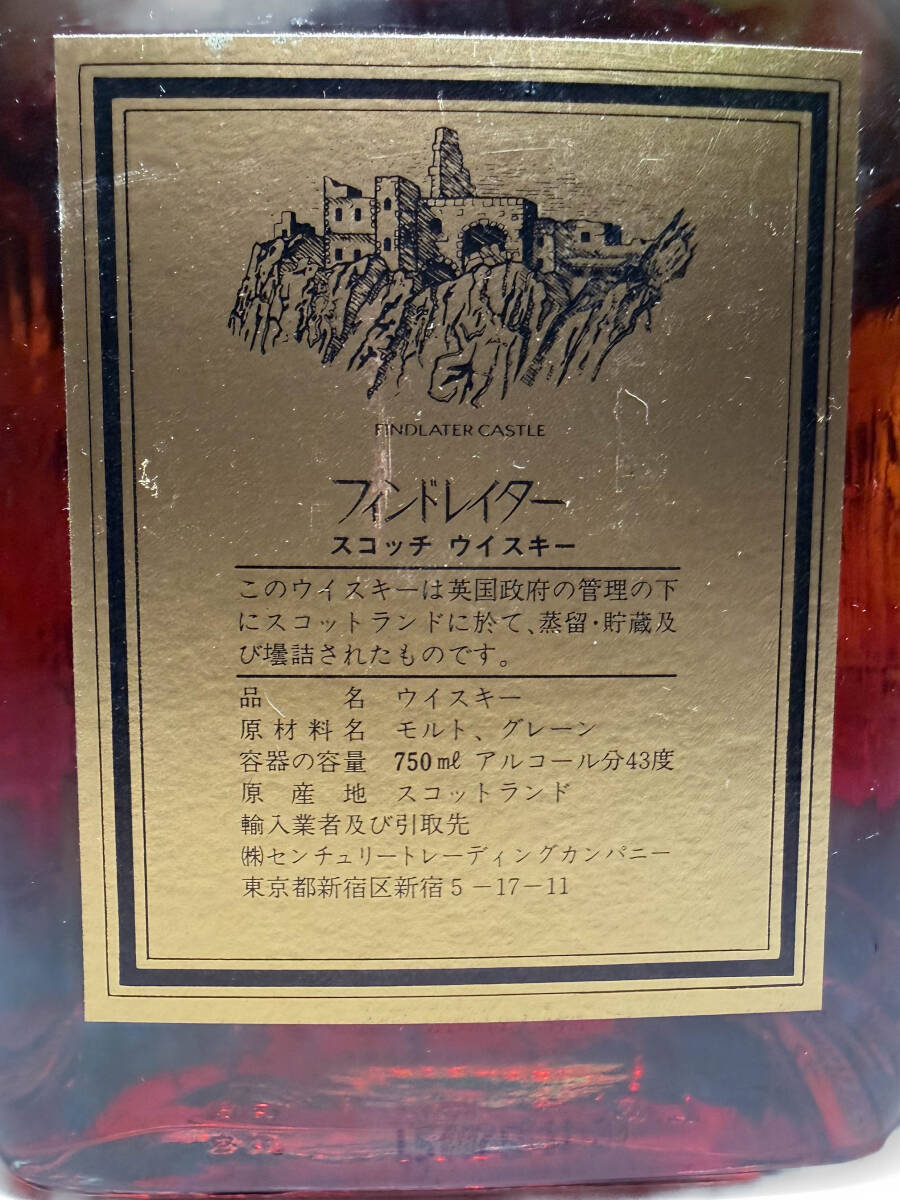 FINDLATER CASTLE
フィンドレイター
スコッチ ウイスキー
このウイスキーは英国政府の管理の下
にスコットランドに於て、蒸留・貯蔵及
び壜詰されたものです。
品名 ウイスキー
原材料名 モルト、グレーン
容器の容量 750ml アルコール分43度
原産地 スコットランド
輸入業者及び引取先
㈱センチュリートレーディングカンパニー
東京都新宿区新宿5-17-11